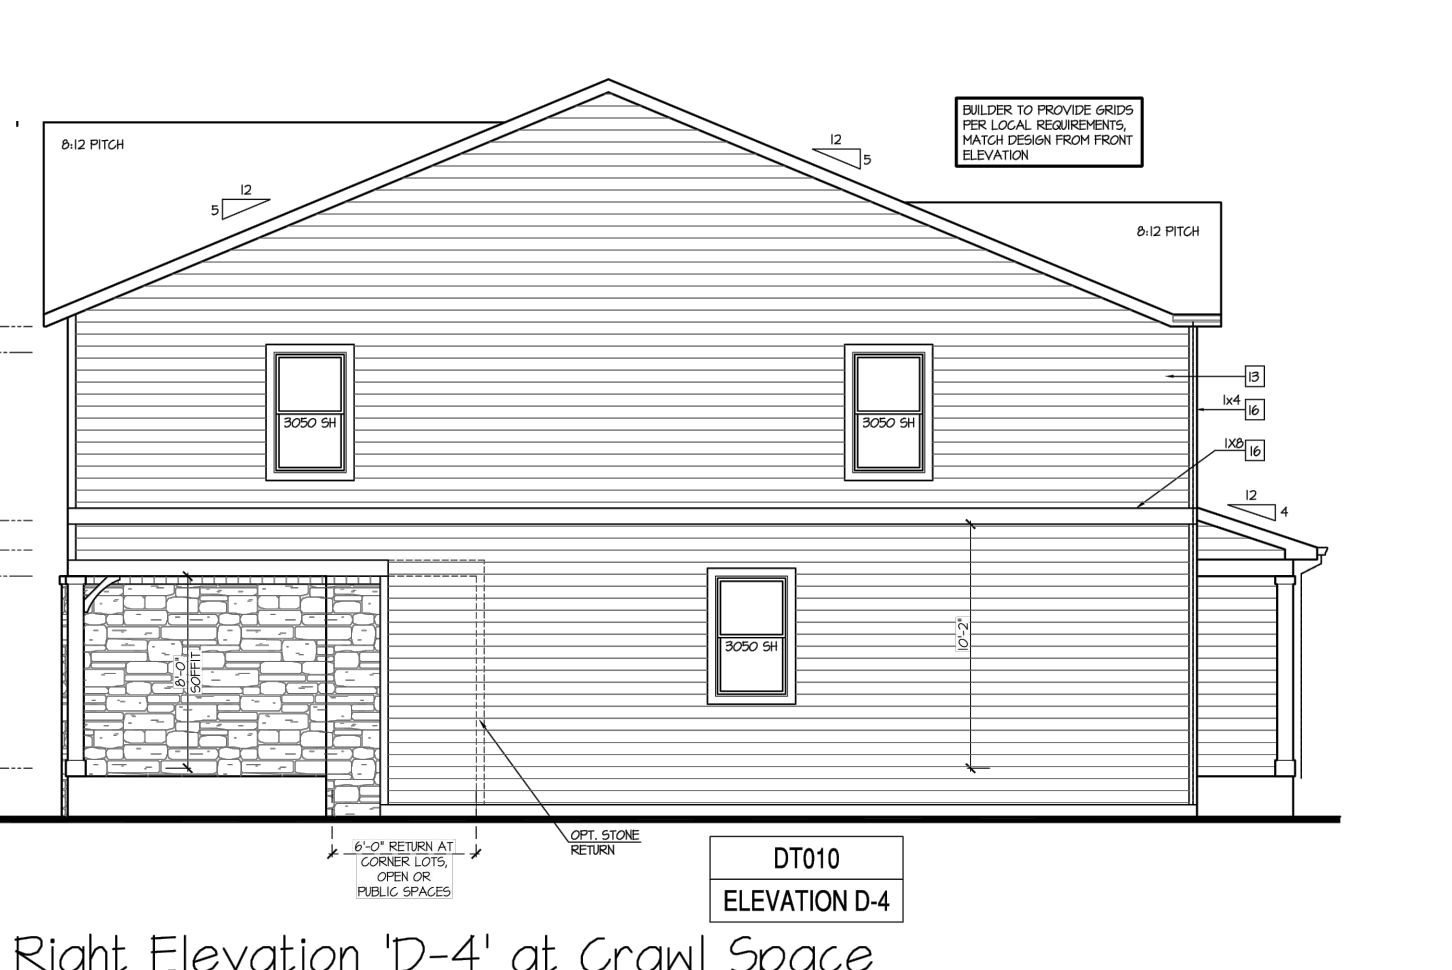 BUILDER TO PROVIDE GRIDS
PER LOCAL REQUIREMENTS,
MATCH DESIGN FROM FRONT
ELEVATION
8:12 PITCH
12
5
12
5
8:12 PITCH
3050 SH
3050 SH
13
1x4
16
1X8
16
12
4
3050 SH
8'-0"
SOFFIT
10'-2"
OPT. STONE
RETURN
6'-0" RETURN AT
CORNER LOTS,
OPEN OR
PUBLIC SPACES
DT010
ELEVATION D-4
Right Elevation 'D-4' at Crawl Space